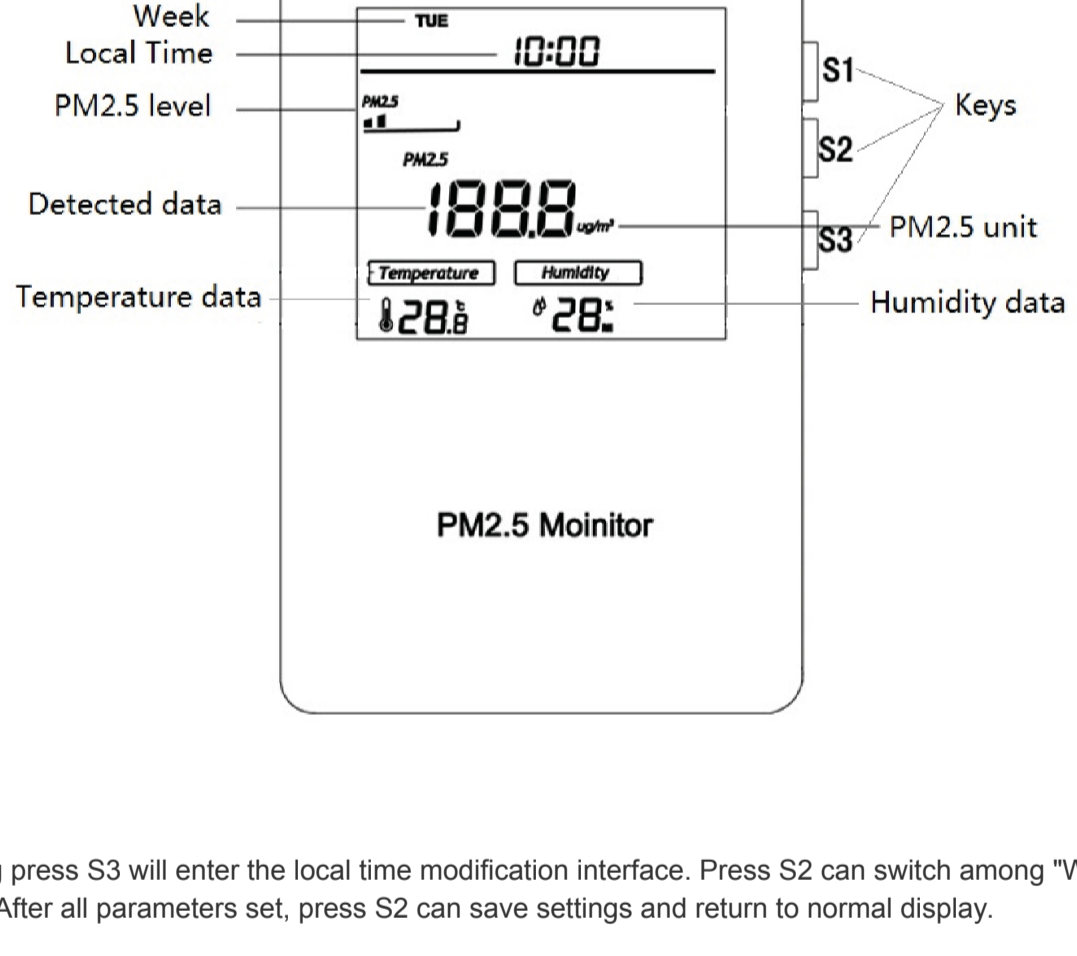 Week
TUE
Local Time
10:00
S1
PM2.5 level
PM2.5
Keys
S2
PM2.5
Detected data
188.8 ug/m³
PM2.5 unit
S3
Temperature
Humidity
Temperature data
28.8 ℃
28 %
Humidity data
PM2.5 Moinitor
press S3 will enter the local time modification interface. Press S2 can switch among "W
After all parameters set, press S2 can save settings and return to normal display.